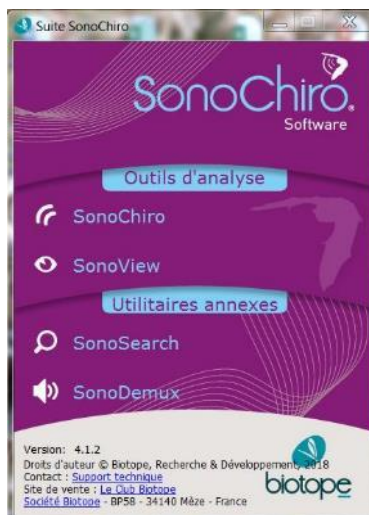 Suite SonoChiro
SonoChiro®
Software
Outils d'analyse
SonoChiro
SonoView
Utilitaires annexes
SonoSearch
SonoDemux
Version: 4.1.2
Droits d'auteur © Biotope, Recherche & Développement, 2018
Contact : Support technique
Site de vente : Le Club Biotope
Société Biotope - BP58 - 34140 Mèze - France
biotope